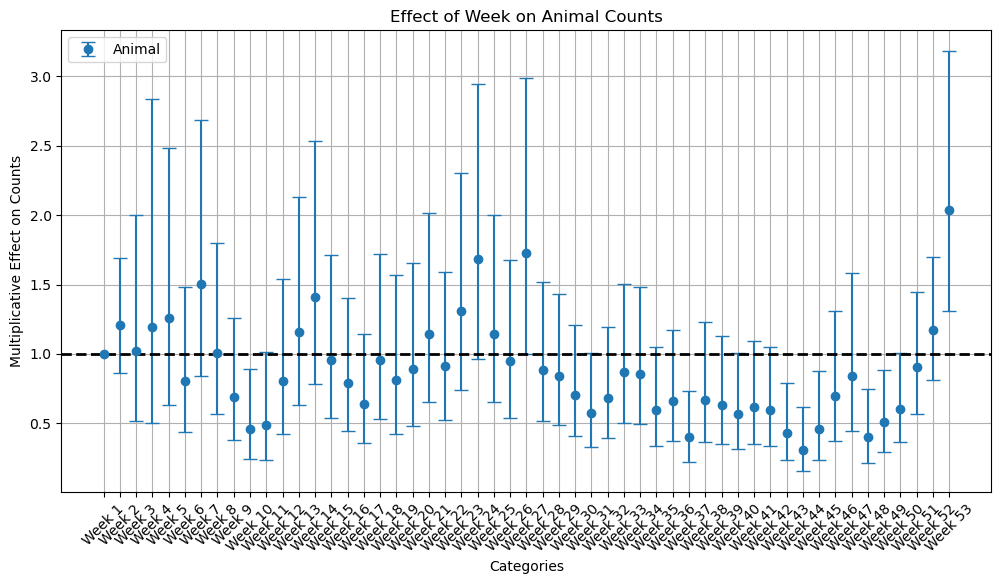 Effect of Week on Animal Counts
Animal
Multiplicative Effect on Counts
3.0
2.5
2.0
1.5
1.0
0.5
Week 1
Week 2
Week 3
Week 4
Week 5
Week 6
Week 7
Week 8
Week 9
Week 10
Week 11
Week 12
Week 13
Week 14
Week 15
Week 16
Week 17
Week 18
Week 19
Week 20
Week 21
Week 22
Week 23
Week 24
Week 25
Week 26
Week 27
Week 28
Week 29
Week 30
Week 31
Week 32
Week 33
Week 34
Week 35
Week 36
Week 37
Week 38
Week 39
Week 40
Week 41
Week 42
Week 43
Week 44
Week 45
Week 46
Week 47
Week 48
Week 49
Week 50
Week 51
Week 52
Week 53
Categories